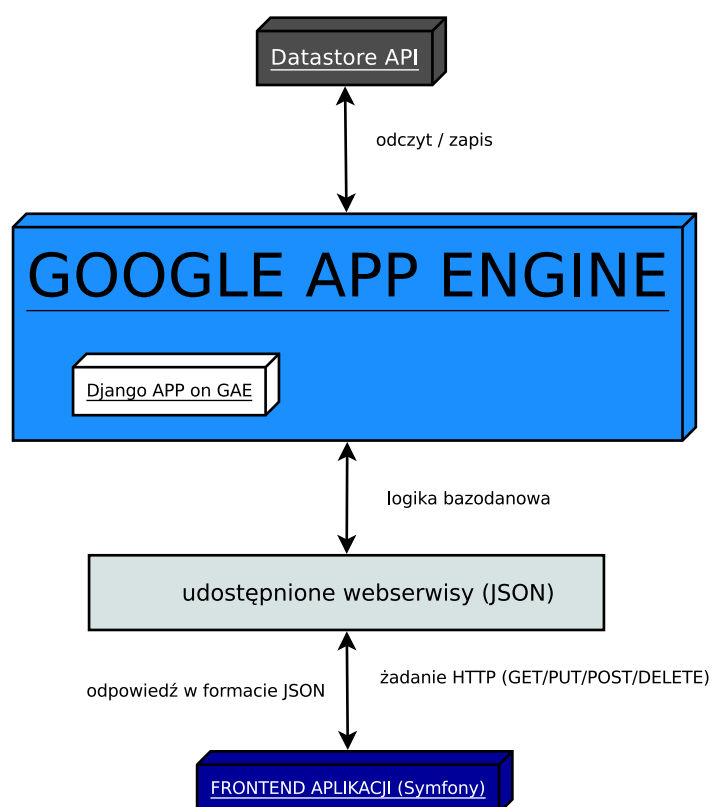 Datastore API
odczyt / zapis
GOOGLE APP ENGINE
Django APP on GAE
logika bazodanowa
udostępnione webserwisy (JSON)
odpowiedź w formacie JSON
żadanie HTTP (GET/PUT/POST/DELETE)
FRONTEND APLIKACJI (Symfony)